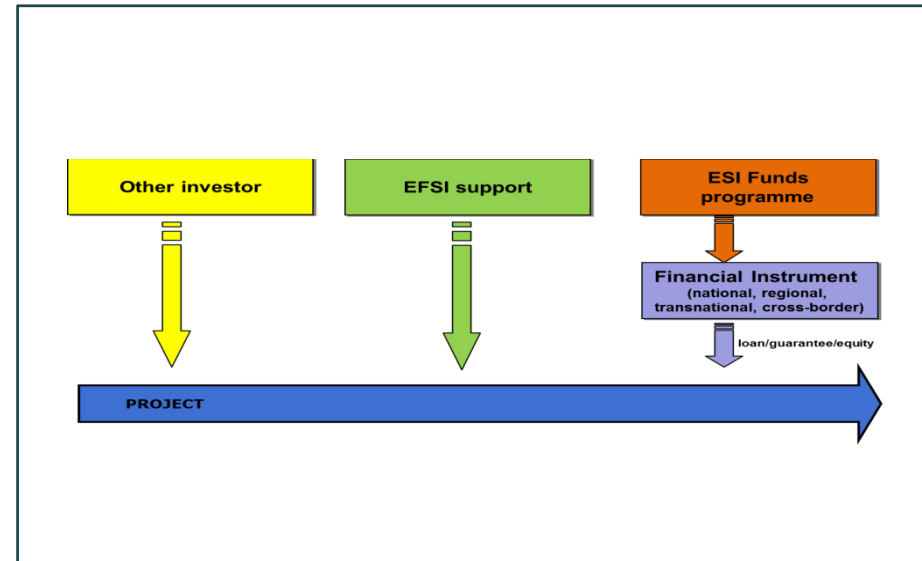 Other investor
EFSI support
ESI Funds
programme
Financial Instrument
(national, regional,
transnational, cross-border)
loan/guarantee/equity
PROJECT